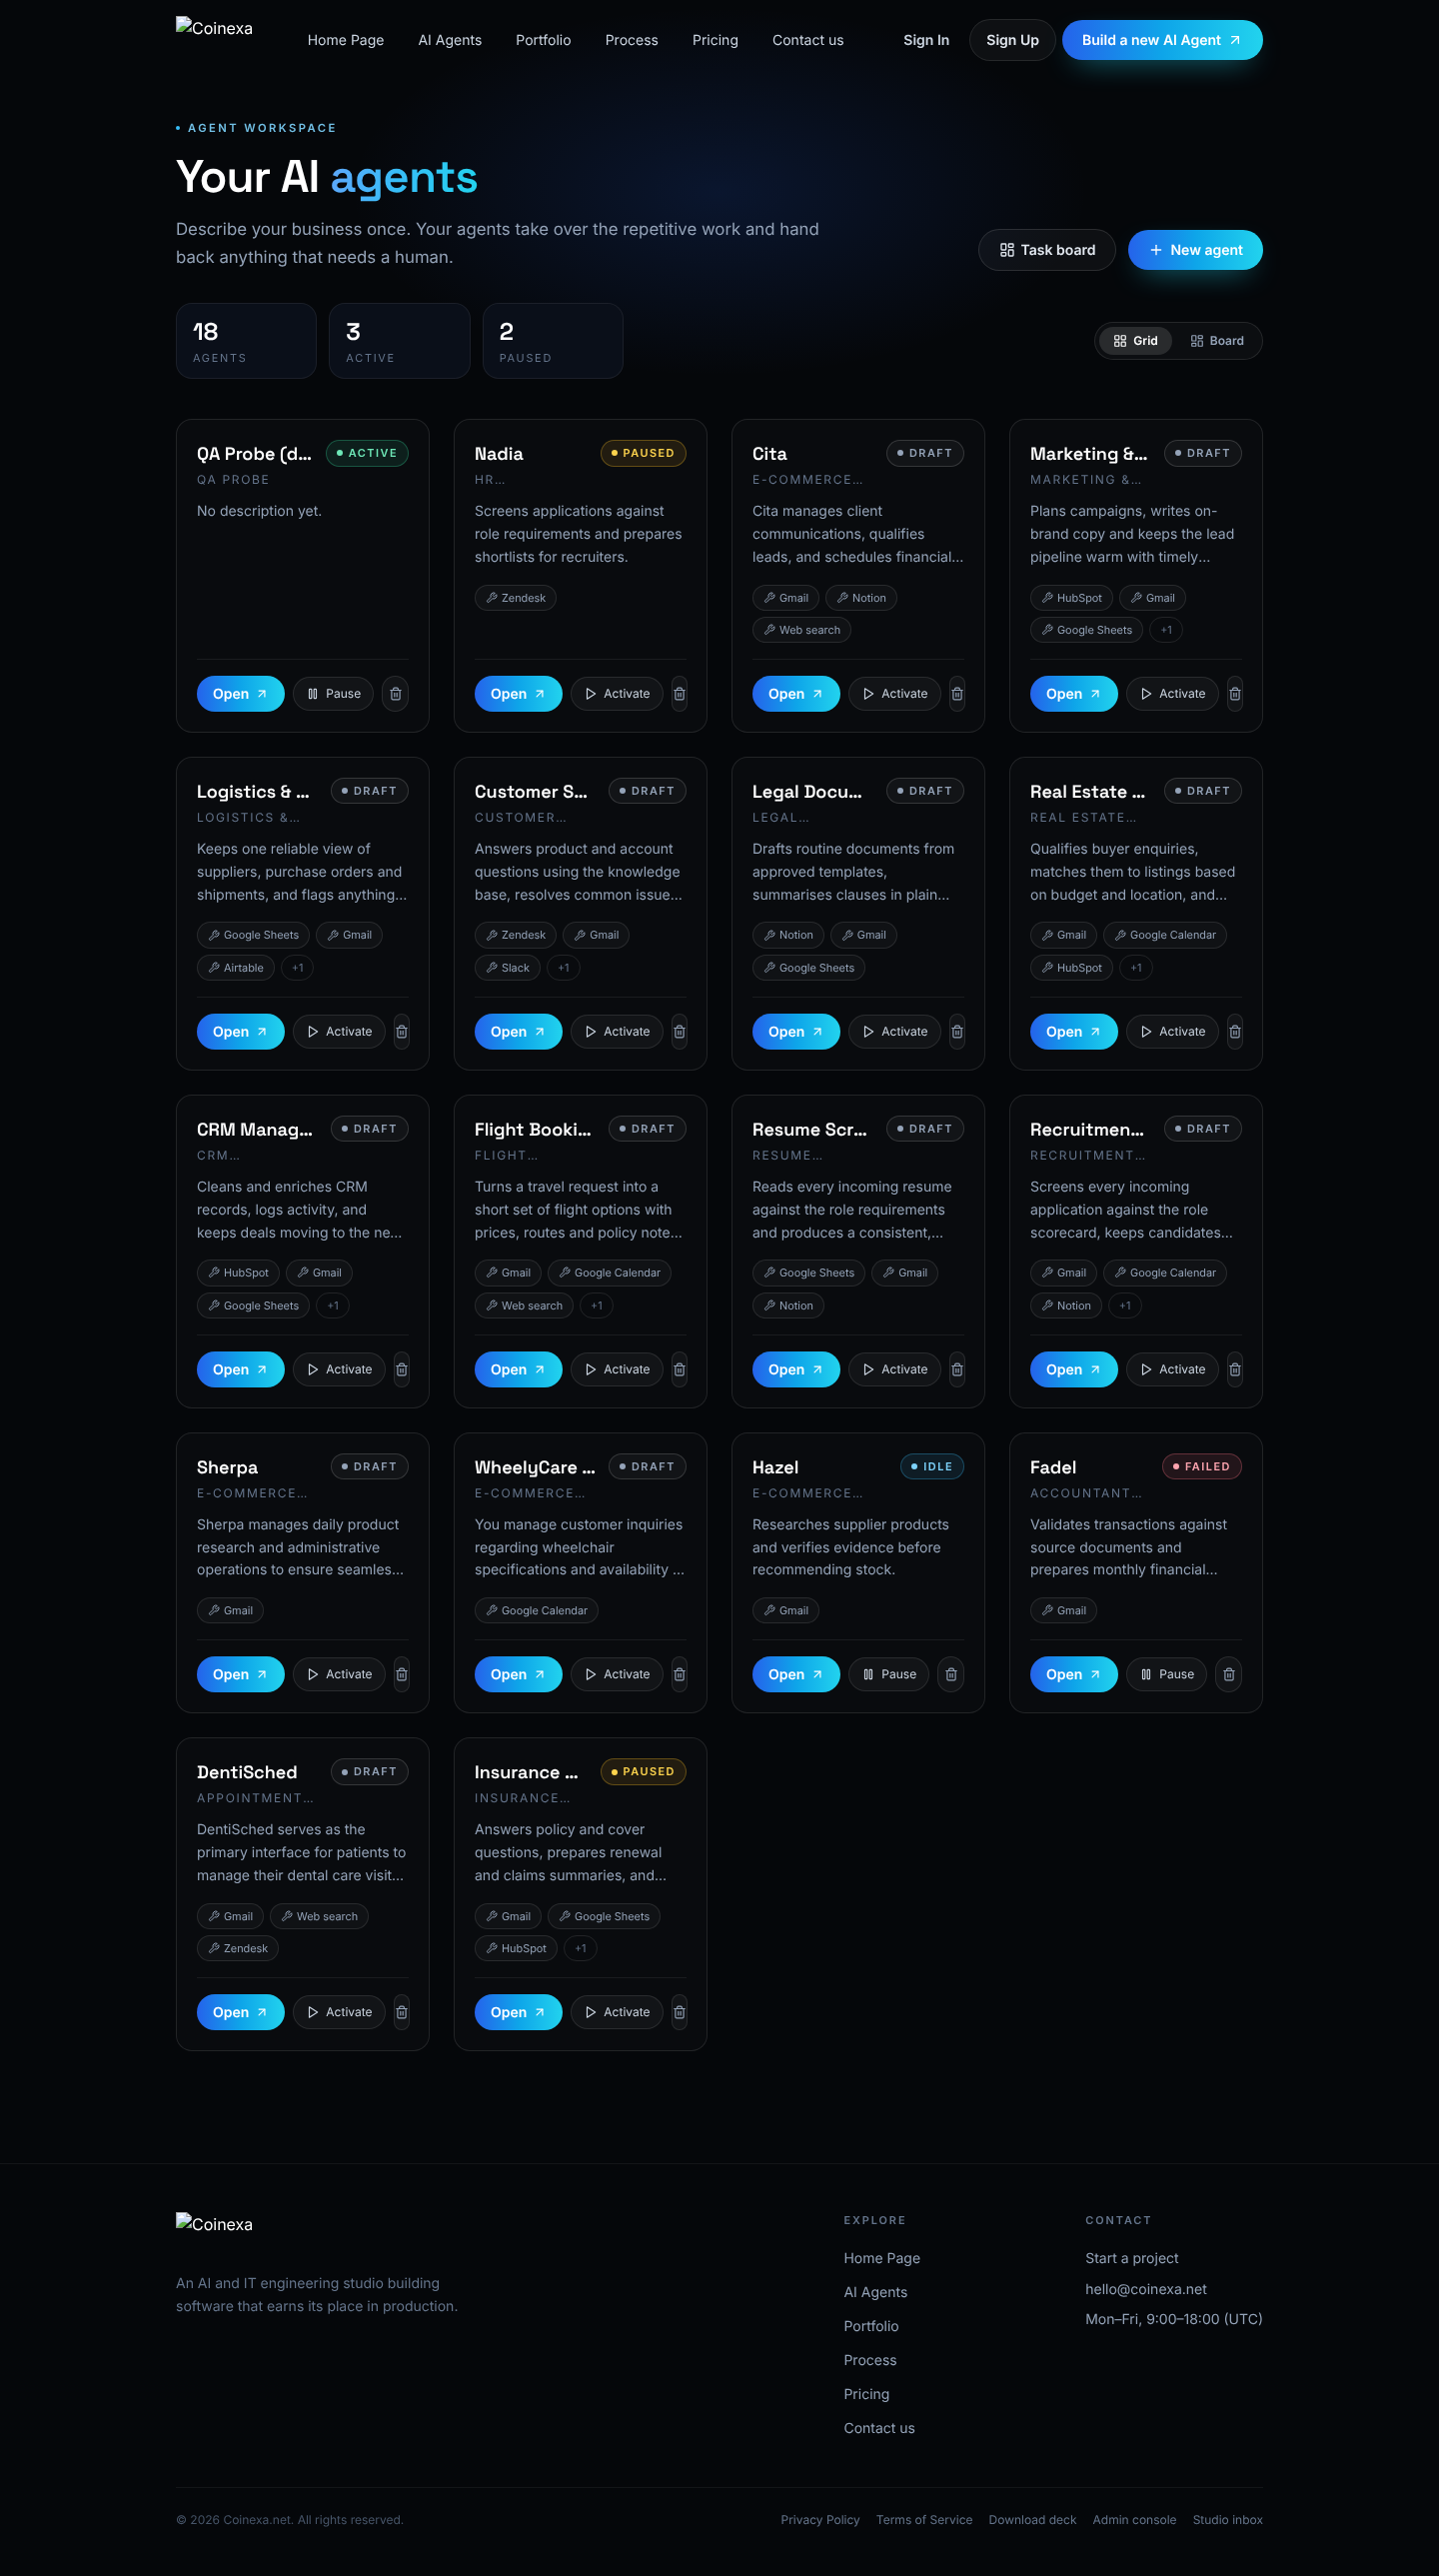 Coinexa
Home Page
AI Agents
Portfolio
Process
Pricing
Contact us
Sign In
Sign Up
Build a new AI Agent
AGENT WORKSPACE
Your AI agents
Describe your business once. Your agents take over the repetitive work and hand
back anything that needs a human.
Task board
New agent
18
AGENTS
3
ACTIVE
2
PAUSED
Grid
Board
QA Probe (d...
ACTIVE
QA PROBE
No description yet.
Open
Pause
Nadia
PAUSED
HR...
Screens applications against
role requirements and prepares
shortlists for recruiters.
Zendesk
Open
Activate
Cita
DRAFT
E-COMMERCE...
Cita manages client
communications, qualifies
leads, and schedules financial...
Gmail
Notion
Web search
Open
Activate
Marketing &...
DRAFT
MARKETING &...
Plans campaigns, writes on-
brand copy and keeps the lead
pipeline warm with timely...
HubSpot
Gmail
Google Sheets
+1
Open
Activate
Logistics & ...
DRAFT
LOGISTICS &...
Keeps one reliable view of
suppliers, purchase orders and
shipments, and flags anything...
Google Sheets
Gmail
Airtable
+1
Open
Activate
Customer S...
DRAFT
CUSTOMER...
Answers product and account
questions using the knowledge
base, resolves common issue...
Zendesk
Gmail
Slack
+1
Open
Activate
Legal Docu...
DRAFT
LEGAL...
Drafts routine documents from
approved templates,
summarises clauses in plain...
Notion
Gmail
Google Sheets
Open
Activate
Real Estate ...
DRAFT
REAL ESTATE...
Qualifies buyer enquiries,
matches them to listings based
on budget and location, and...
Gmail
Google Calendar
HubSpot
+1
Open
Activate
CRM Manag...
DRAFT
CRM...
Cleans and enriches CRM
records, logs activity, and
keeps deals moving to the ne...
HubSpot
Gmail
Google Sheets
+1
Open
Activate
Flight Booki...
DRAFT
FLIGHT...
Turns a travel request into a
short set of flight options with
prices, routes and policy note...
Gmail
Google Calendar
Web search
+1
Open
Activate
Resume Scr...
DRAFT
RESUME...
Reads every incoming resume
against the role requirements
and produces a consistent,...
Google Sheets
Gmail
Notion
Open
Activate
Recruitmen...
DRAFT
RECRUITMENT...
Screens every incoming
application against the role
scorecard, keeps candidates...
Gmail
Google Calendar
Notion
+1
Open
Activate
Sherpa
DRAFT
E-COMMERCE...
Sherpa manages daily product
research and administrative
operations to ensure seamles...
Gmail
Open
Activate
WheelyCare ...
DRAFT
E-COMMERCE...
You manage customer inquiries
regarding wheelchair
specifications and availability ...
Google Calendar
Open
Activate
Hazel
IDLE
E-COMMERCE...
Researches supplier products
and verifies evidence before
recommending stock.
Gmail
Open
Pause
Fadel
FAILED
ACCOUNTANT...
Validates transactions against
source documents and
prepares monthly financial...
Gmail
Open
Pause
DentiSched
DRAFT
APPOINTMENT...
DentiSched serves as the
primary interface for patients to
manage their dental care visit...
Gmail
Web search
Zendesk
Open
Activate
Insurance ...
PAUSED
INSURANCE...
Answers policy and cover
questions, prepares renewal
and claims summaries, and...
Gmail
Google Sheets
HubSpot
+1
Open
Activate
Coinexa
An AI and IT engineering studio building
software that earns its place in production.
EXPLORE
Home Page
AI Agents
Portfolio
Process
Pricing
Contact us
CONTACT
Start a project
hello@coinexa.net
Mon–Fri, 9:00–18:00 (UTC)
© 2026 Coinexa.net. All rights reserved.
Privacy Policy
Terms of Service
Download deck
Admin console
Studio inbox